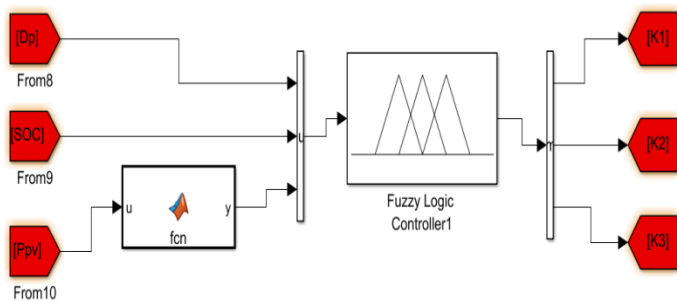 [Dp]
From8
[SOC]
From9
[Ppv]
From10
u
y
fcn
Fuzzy Logic
Controller1
[K1]
[K2]
[K3]